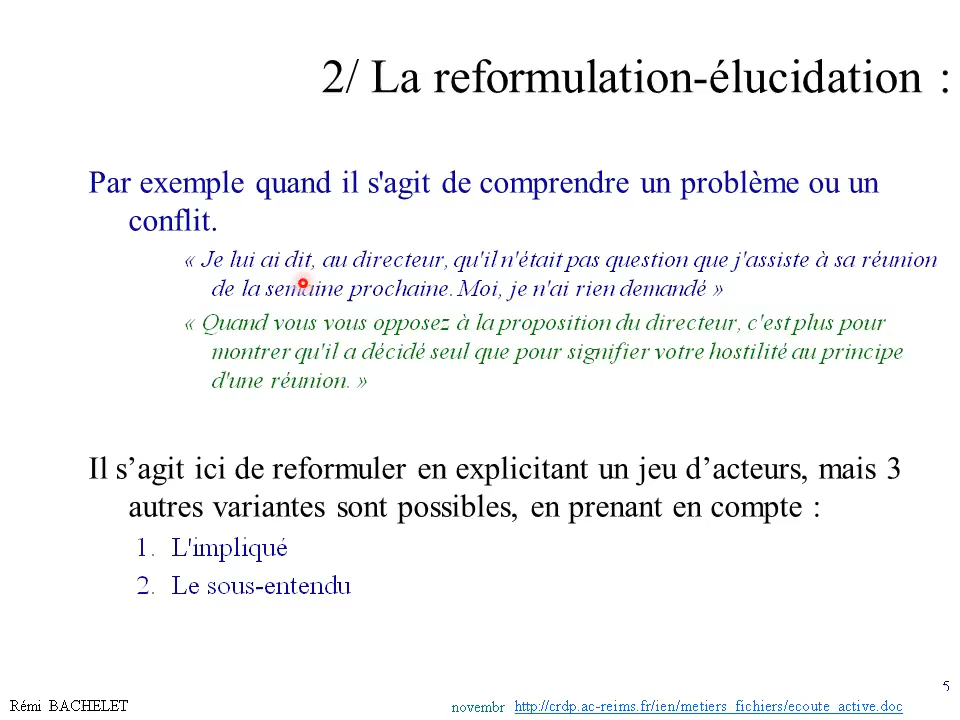 2/ La reformulation-élucidation :
Par exemple quand il s'agit de comprendre un problème ou un
conflit.
« Je lui ai dit, au directeur, qu'il n'était pas question que j'assiste à sa réunion
de la semaine prochaine. Moi, je n'ai rien demandé »
« Quand vous vous opposez à la proposition du directeur, c'est plus pour
montrer qu'il a décidé seul que pour signifier votre hostilité au principe
d'une réunion. »
Il s’agit ici de reformuler en explicitant un jeu d’acteurs, mais 3
autres variantes sont possibles, en prenant en compte :
1. L'impliqué
2. Le sous-entendu
5
Rémi BACHELET
novembr http://crdp.ac-reims.fr/ien/metiers_fichiers/ecoute_active.doc